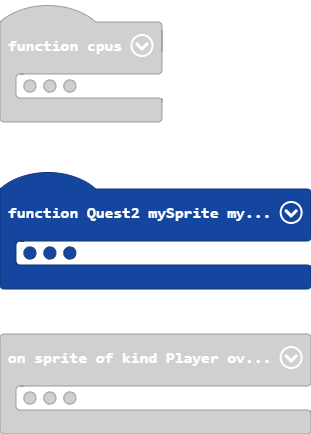 function cpus
function Quest2 mySprite my...
on sprite of kind Player ov...